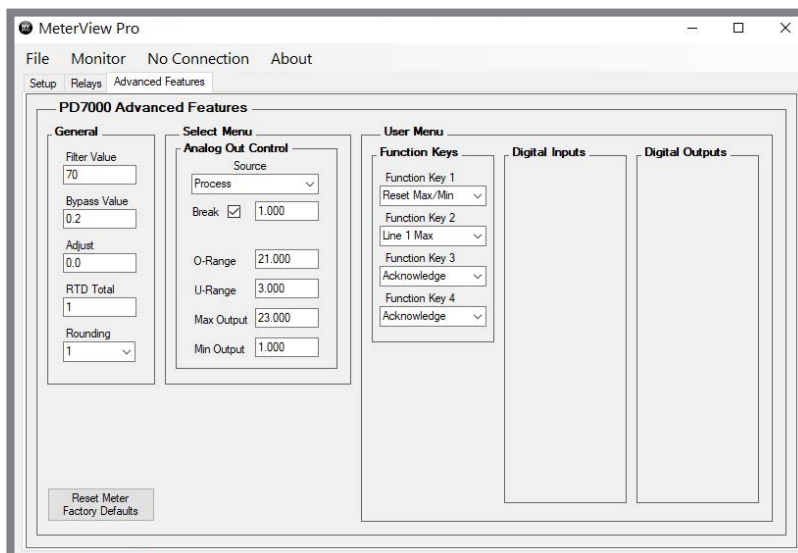 MeterView Pro
File Monitor No Connection About
Setup Relays Advanced Features
PD7000 Advanced Features
General
Filter Value
70
Bypass Value
0.2
Adjust
0.0
RTD Total
1
Rounding
1
Select Menu
Analog Out Control
Source
Process
Break 1.000
O-Range 21.000
U-Range 3.000
Max Output 23.000
Min Output 1.000
User Menu
Function Keys
Function Key 1
Reset Max/Min
Function Key 2
Line 1 Max
Function Key 3
Acknowledge
Function Key 4
Acknowledge
Digital Inputs
Digital Outputs
Reset Meter
Factory Defaults